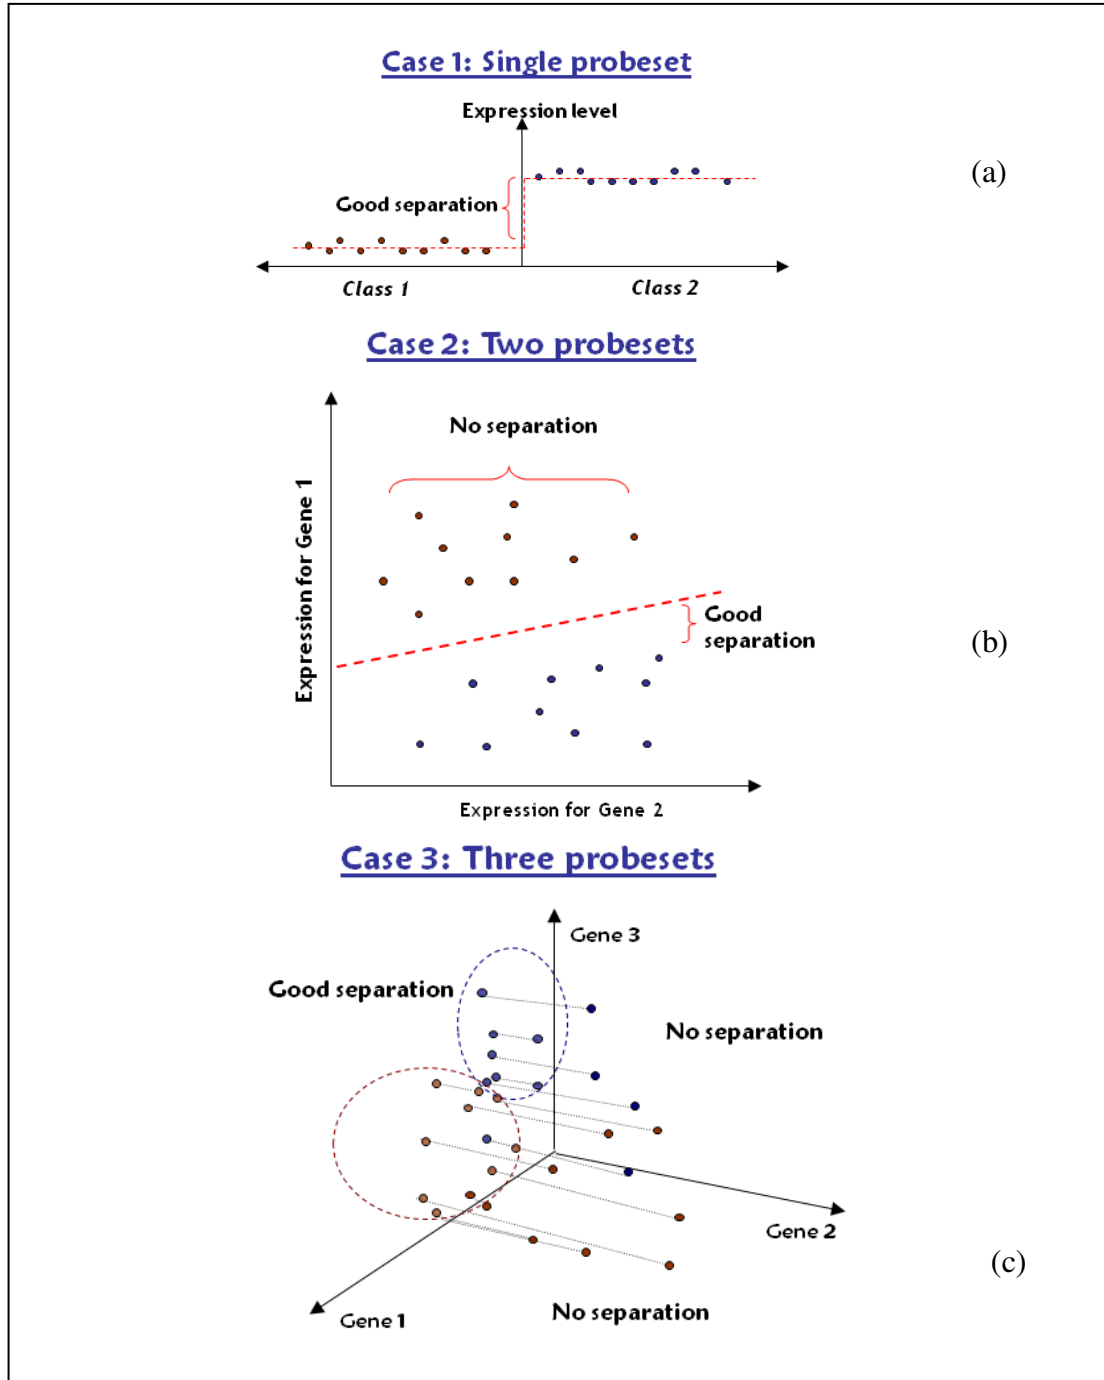 Case 1: Single probeset
Expression level
(a)
Good separation
Class 1
Class 2
Case 2: Two probesets
No separation
Expression for Gene 1
Good
separation
(b)
Expression for Gene 2
Case 3: Three probesets
Gene 3
Good separation
No separation
Gene 2
(c)
Gene 1
No separation